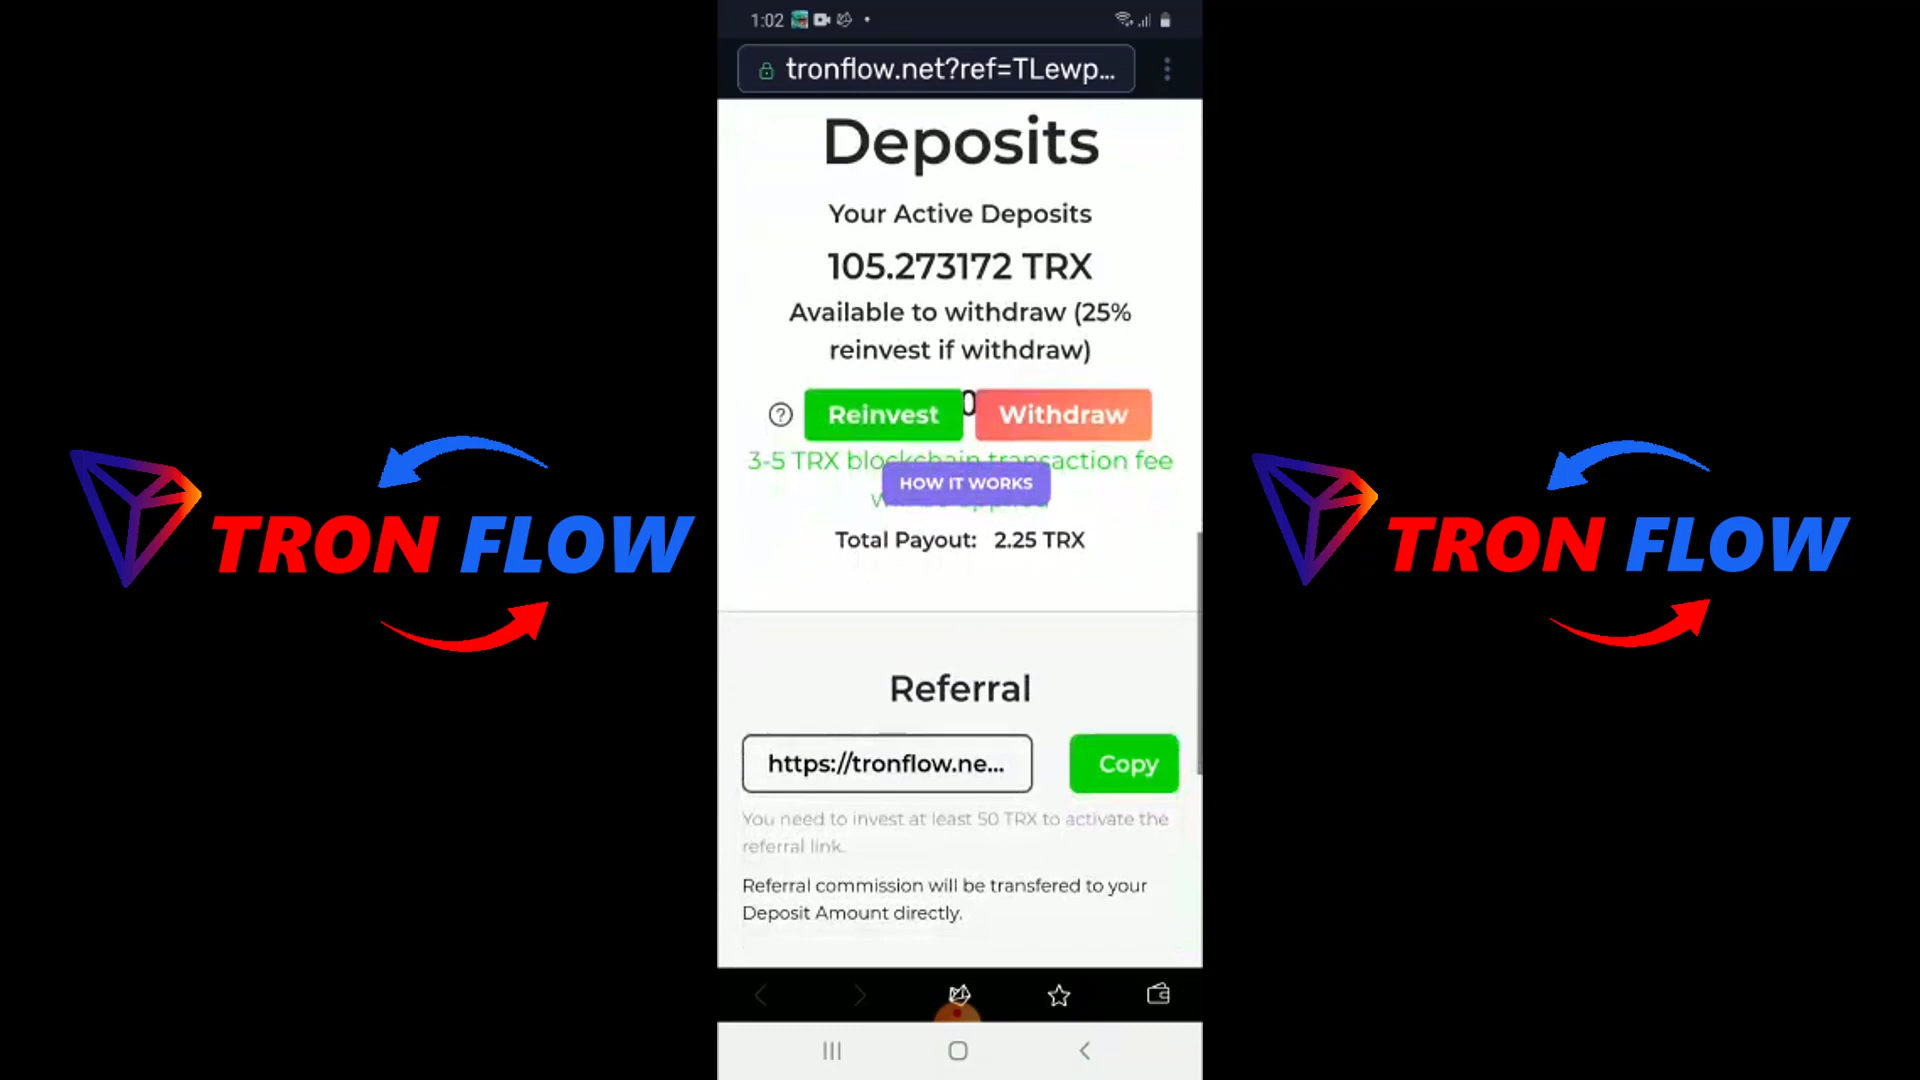 1:02
tronflow.net?ref=TLewp...
Deposits
Your Active Deposits
105.273172 TRX
Available to withdraw (25%
reinvest if withdraw)
Reinvest
Withdraw
3-5 TRX blockchain transaction fee
HOW IT WORKS
Total Payout: 2.25 TRX
Referral
https://tronflow.ne...
Copy
You need to invest at least 50 TRX to activate the
referral link.
Referral commission will be transfered to your
Deposit Amount directly.
TRON FLOW
TRON FLOW